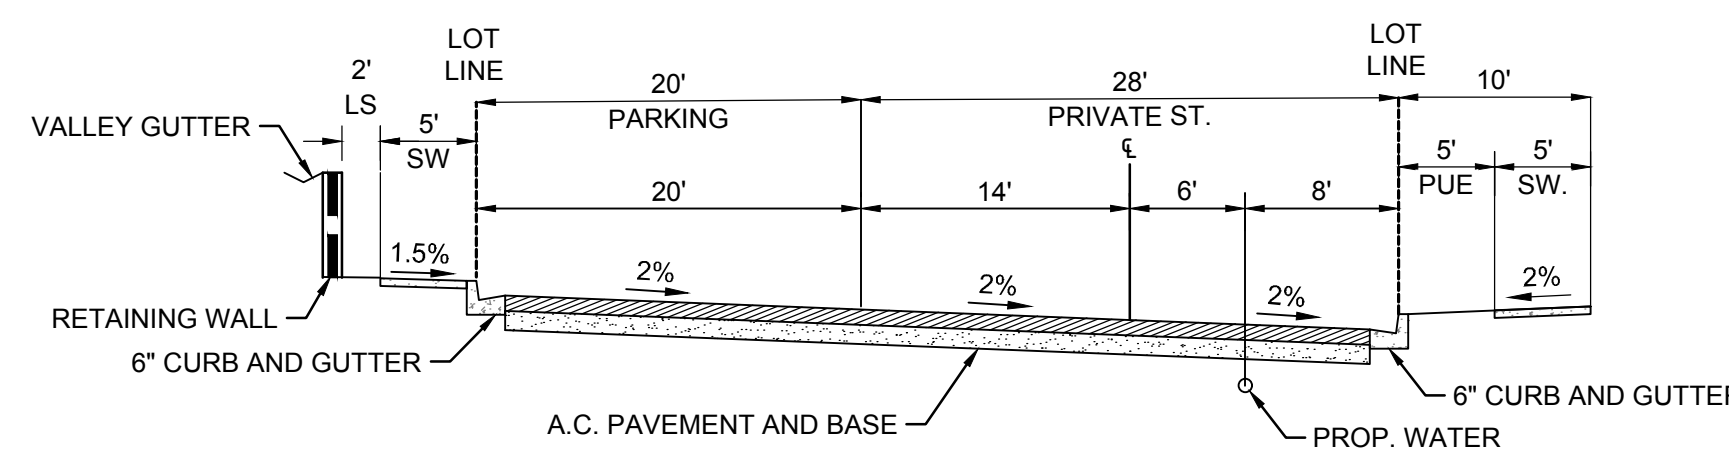 LOT
LINE
LOT
LINE
2'
LS
20'
PARKING
28'
PRIVATE ST.
℄
10'
VALLEY GUTTER
5'
SW
5'
PUE
5'
SW.
20'
14'
6'
8'
1.5%
2%
2%
2%
2%
RETAINING WALL
6" CURB AND GUTTER
A.C. PAVEMENT AND BASE
6" CURB AND GUTTER
PROP. WATER